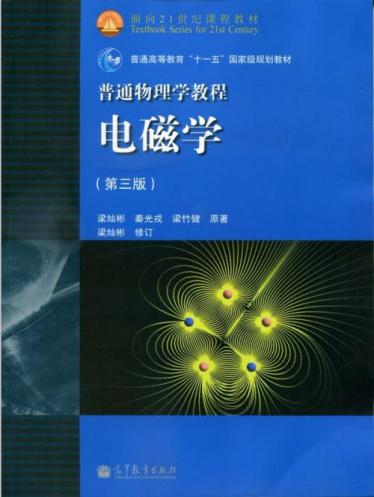 面向21世纪课程教材
Textbook Series for 21st Century
普通高等教育“十一五”国家级规划教材
普通物理学教程
电磁学
(第三版)
梁灿彬 秦光戎 梁竹健 原著
梁灿彬 修订
高等教育出版社
HIGHER EDUCATION PRESS